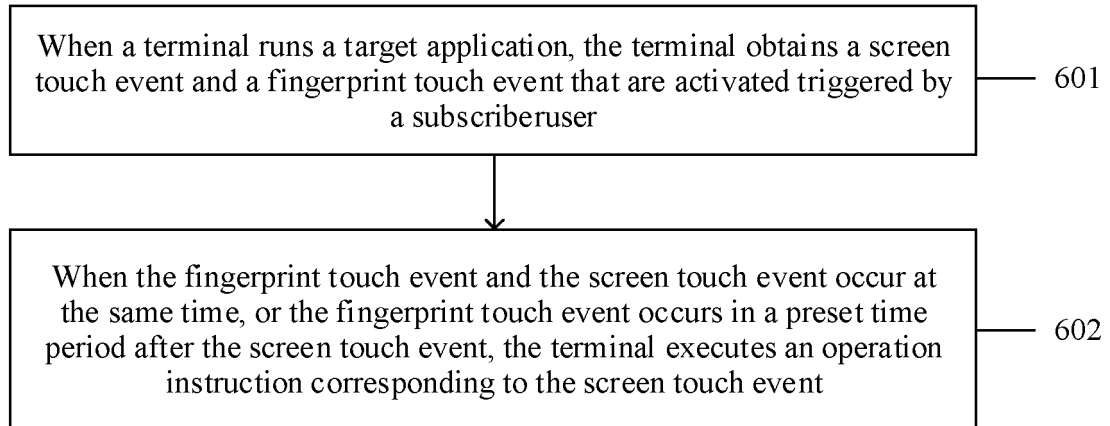 When a terminal runs a target application, the terminal obtains a screen
touch event and a fingerprint touch event that are activated triggered by
a subscriberuser
601
When the fingerprint touch event and the screen touch event occur at
the same time, or the fingerprint touch event occurs in a preset time
period after the screen touch event, the terminal executes an operation
instruction corresponding to the screen touch event
602